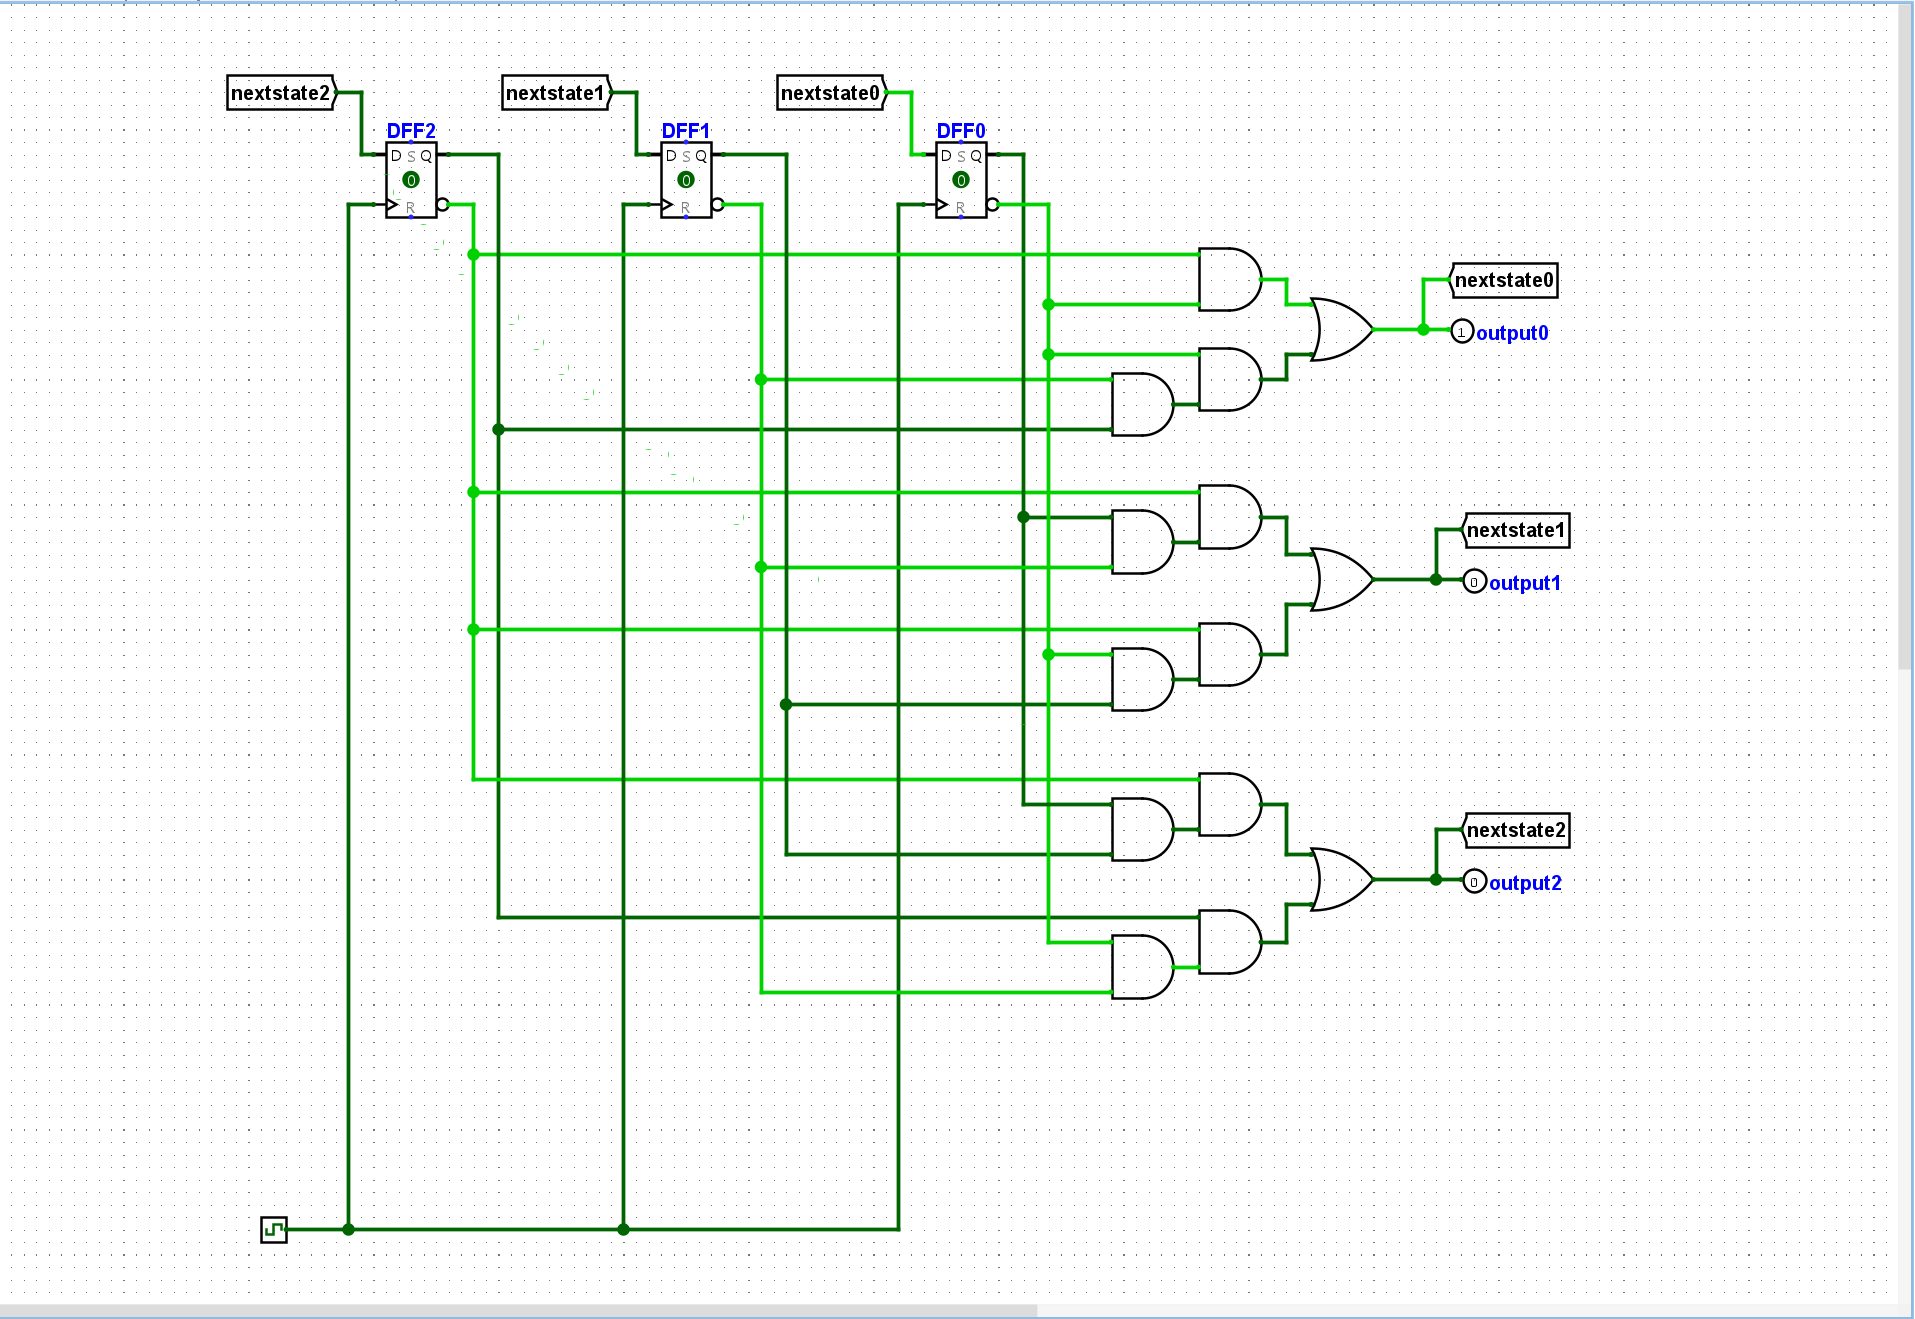 nextstate2
nextstate1
nextstate0
DFF2
DFF1
DFF0
D S Q
0
R
D S Q
0
R
D S Q
0
R
nextstate0
1 output0
nextstate1
0 output1
nextstate2
0 output2